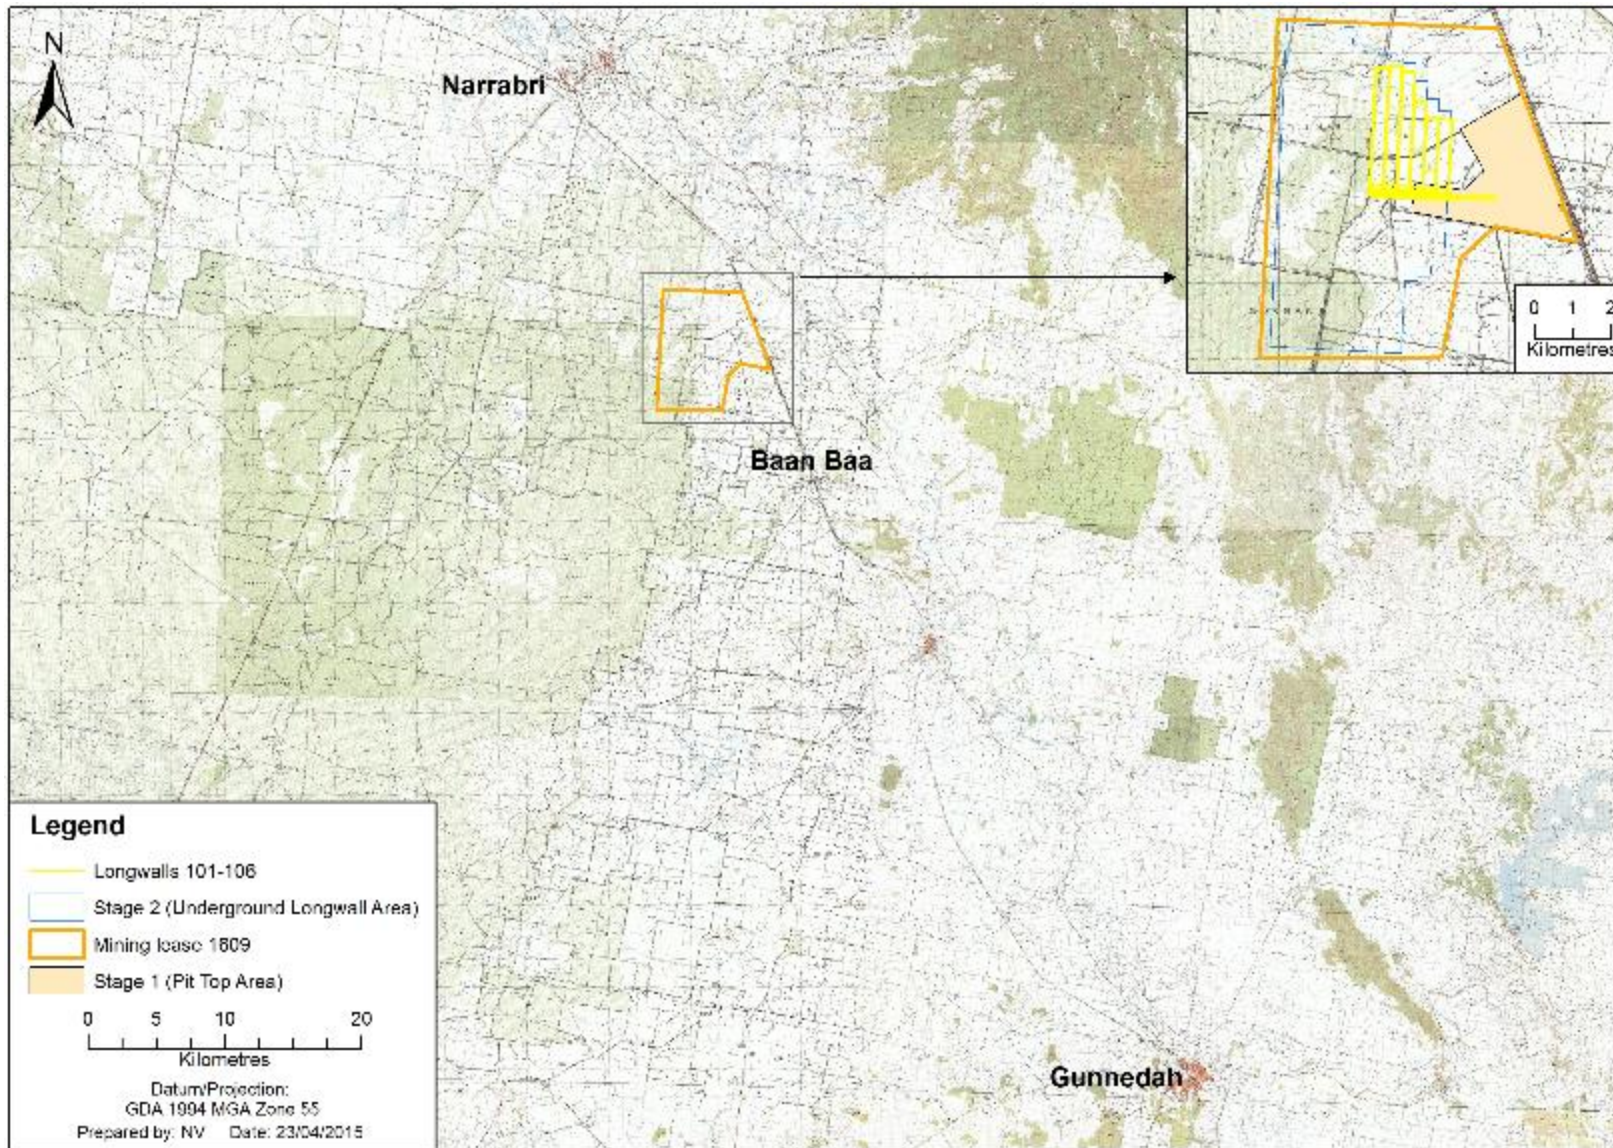 N
Narrabri
0 1 2
Kilometres
Baan Baa
Gunnedah
Legend
Longwalls 101-106
Stage 2 (Underground Longwall Area)
Mining lease 1609
Stage 1 (Pit Top Area)
0 5 10 20
Kilometres
Datum/Projection:
GDA 1994 MGA Zone 55
Prepared by: NV Date: 23/04/2015